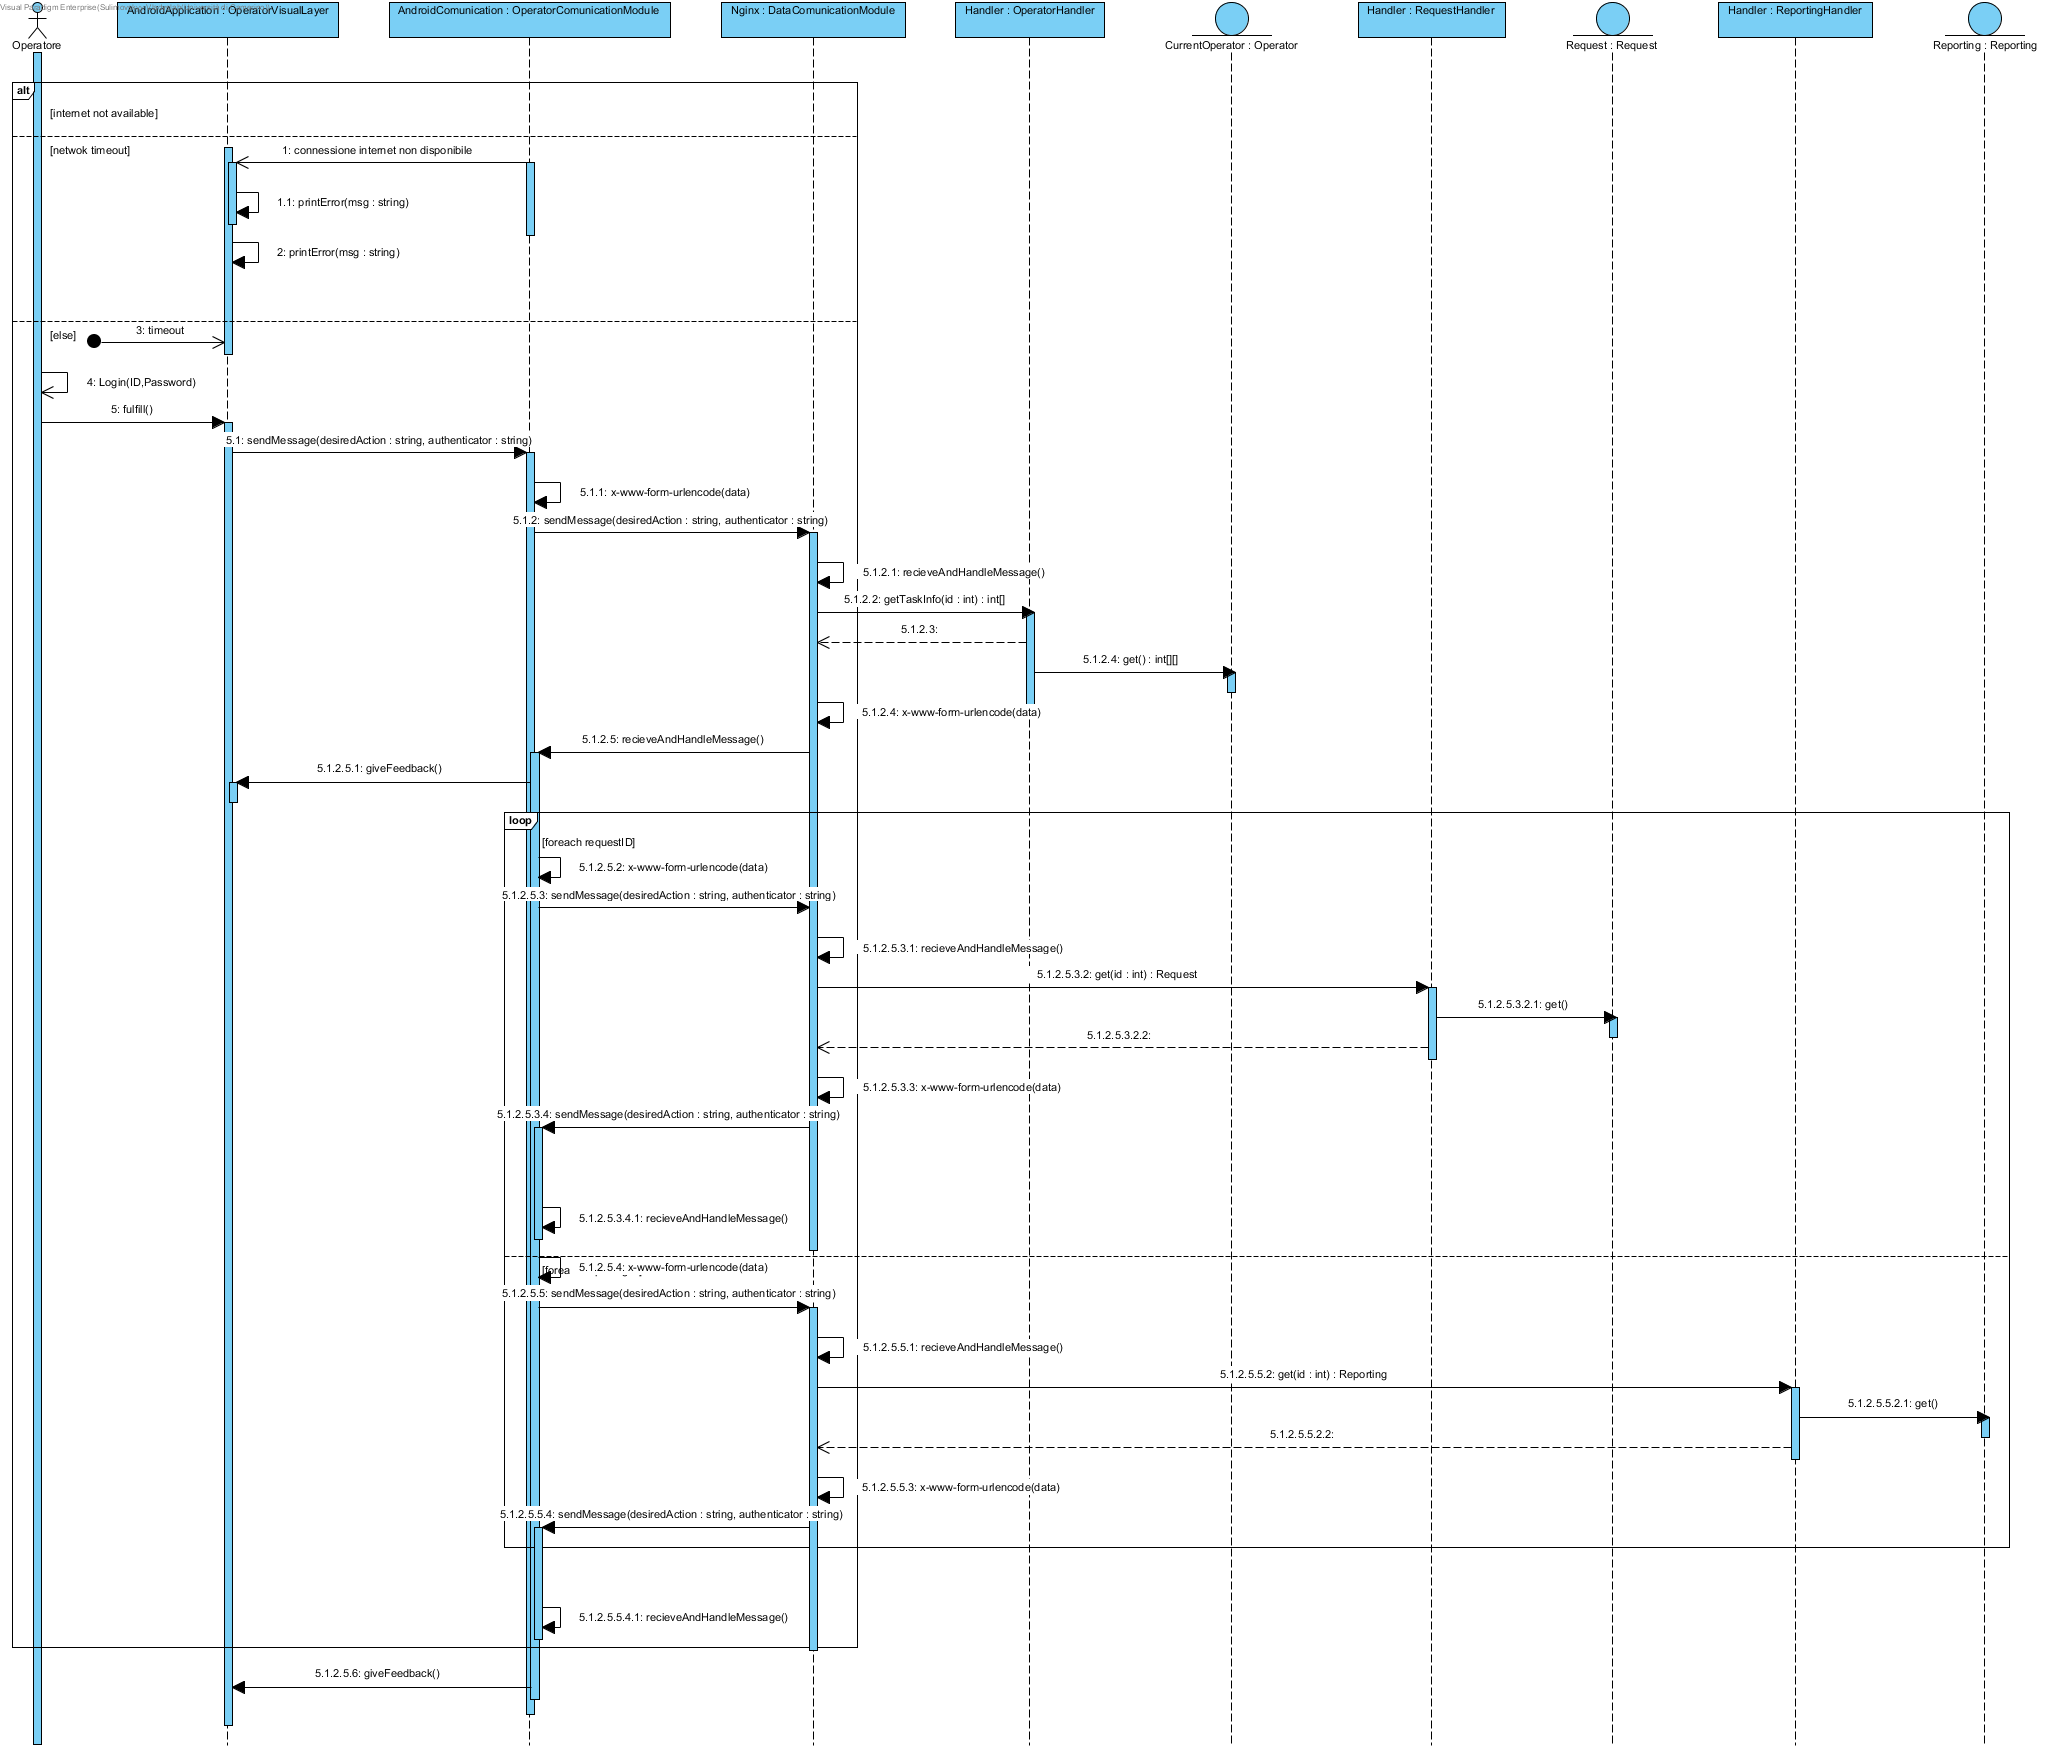 Visual Paradigm Enterprise
AndroidApplication : OperatorVisualLayer
AndroidComunication : OperatorComunicationModule
Nginx : DataComunicationModule
Handler : OperatorHandler
Handler : RequestHandler
Handler : ReportingHandler
Operatore
CurrentOperator : Operator
Request : Request
Reporting : Reporting
alt
[internet not available]
[netwok timeout]
1: connessione internet non disponibile
1.1: printError(msg : string)
2: printError(msg : string)
[else]
3: timeout
4: Login(ID,Password)
5: fulfill()
5.1: sendMessage(desiredAction : string, authenticator : string)
5.1.1: x-www-form-urlencode(data)
5.1.2: sendMessage(desiredAction : string, authenticator : string)
5.1.2.1: recieveAndHandleMessage()
5.1.2.2: getTaskInfo(id : int) : int[]
5.1.2.3:
5.1.2.4: get() : int[][]
5.1.2.4: x-www-form-urlencode(data)
5.1.2.5: recieveAndHandleMessage()
5.1.2.5.1: giveFeedback()
loop
[foreach requestID]
5.1.2.5.2: x-www-form-urlencode(data)
5.1.2.5.3: sendMessage(desiredAction : string, authenticator : string)
5.1.2.5.3.1: recieveAndHandleMessage()
5.1.2.5.3.2: get(id : int) : Request
5.1.2.5.3.2.1: get()
5.1.2.5.3.2.2:
5.1.2.5.3.3: x-www-form-urlencode(data)
5.1.2.5.3.4: sendMessage(desiredAction : string, authenticator : string)
5.1.2.5.3.4.1: recieveAndHandleMessage()
[forea
5.1.2.5.4: x-www-form-urlencode(data)
5.1.2.5.5: sendMessage(desiredAction : string, authenticator : string)
5.1.2.5.5.1: recieveAndHandleMessage()
5.1.2.5.5.2: get(id : int) : Reporting
5.1.2.5.5.2.1: get()
5.1.2.5.5.2.2:
5.1.2.5.5.3: x-www-form-urlencode(data)
5.1.2.5.5.4: sendMessage(desiredAction : string, authenticator : string)
5.1.2.5.5.4.1: recieveAndHandleMessage()
5.1.2.5.6: giveFeedback()